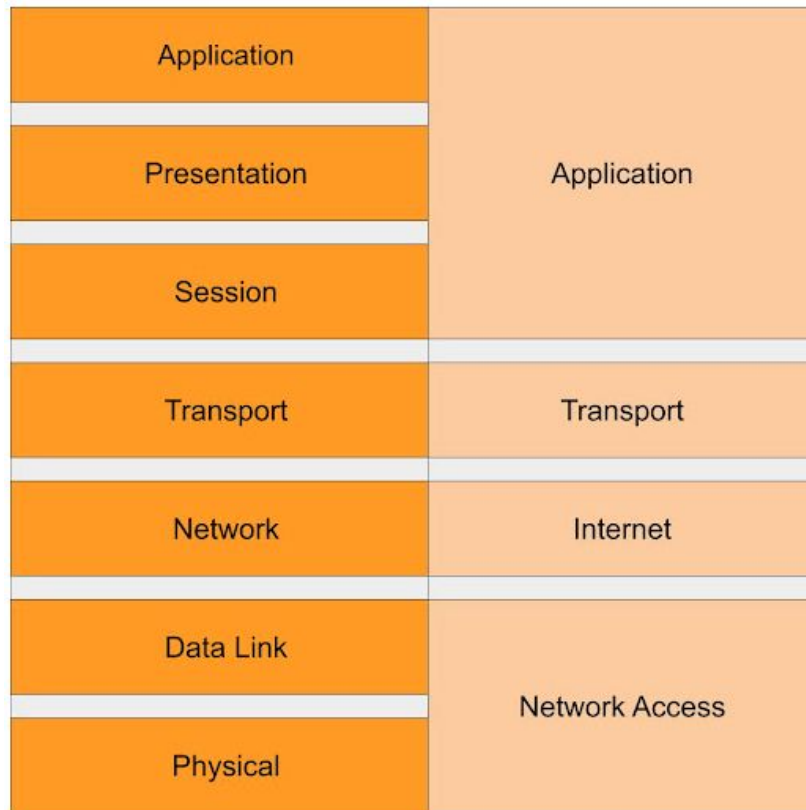 Application
Presentation
Application
Session
Transport
Transport
Network
Internet
Data Link
Network Access
Physical